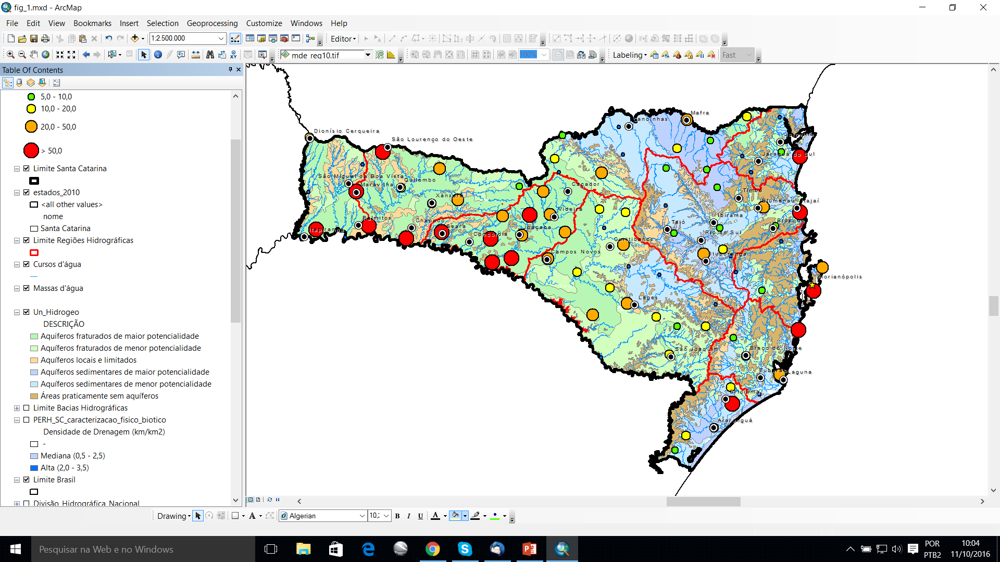 fig_1.mxd - ArcMap
File Edit View Bookmarks Insert Selection Geoprocessing Customize Windows Help
1:2.500.000
Editor
mde_reg10.tif
100%
Labeling
Fast
Table Of Contents
5,0 - 10,0
10,0 - 20,0
20,0 - 50,0
> 50,0
Limite Santa Catarina
estados_2010
<all other values>
nome
Santa Catarina
Limite Regiões Hidrográficas
Cursos d'água
Massas d'água
Un_Hidrogeo
DESCRIÇÃO
Aquíferos fraturados de maior potencialidade
Aquíferos fraturados de menor potencialidade
Aquíferos locais e limitados
Aquíferos sedimentares de maior potencialidade
Aquíferos sedimentares de menor potencialidade
Áreas praticamente sem aquíferos
Limite Bacias Hidrográficas
PERH_SC_caracterizacao_fisico_biotico
Densidade de Drenagem (km/km2)
-
Mediana (0,5 - 2,5)
Alta (2,0 - 3,5)
Limite Brasil
Divisão_Hidrográfica_Nacional
Mafra
Canoinhas
Dionísio Cerqueira
São Lourenço do Oeste
Jaraguá do Sul
São Miguel da Boa Vista
Quilombo
Maravilha
Caçador
Xanxerê
Timbó
Blumenau
Itajaí
Videira
Ibirama
Palmitos
Chapecó
Seara
Joaçaba
Taió
Rio do Sul
Brusque
Itapiranga
Concórdia
Curitibanos
Campos Novos
Ituporanga
Florianópolis
Lages
São Joaquim
Braço do Norte
Tubarão
Laguna
Criciúma
Araranguá
Drawing
Algerian
10,
B I U
A
Pesquisar na Web e no Windows
POR
PTB2
10:04
11/10/2016